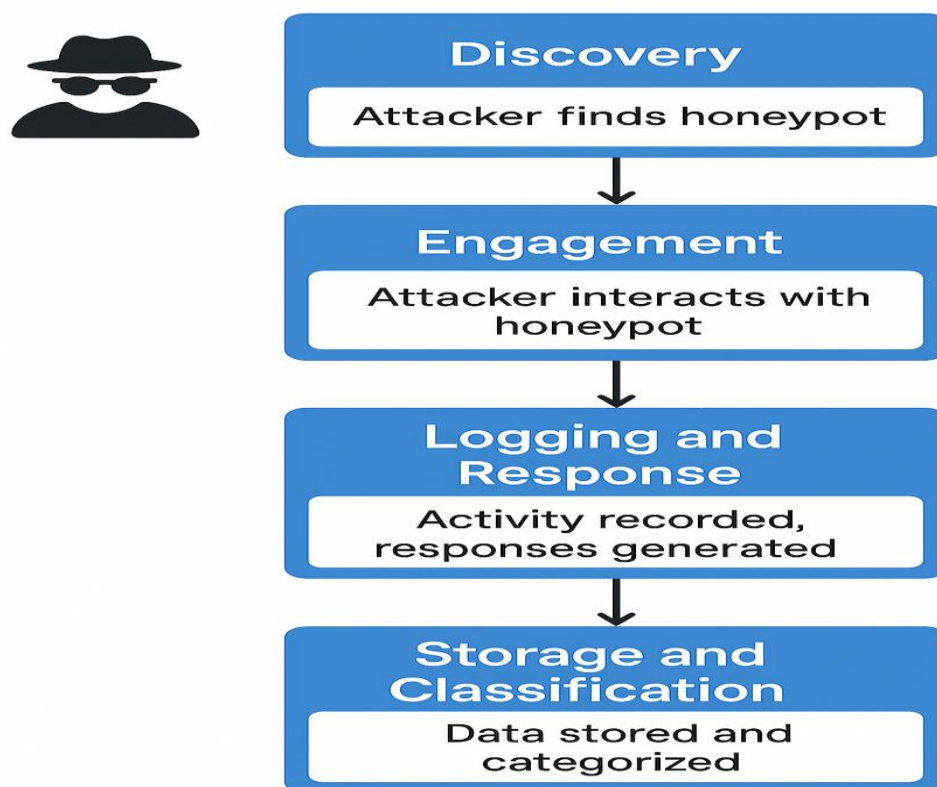 Discovery
Attacker finds honeypot
Engagement
Attacker interacts with
honeypot
Logging and
Response
Activity recorded,
responses generated
Storage and
Classification
Data stored and
categorized